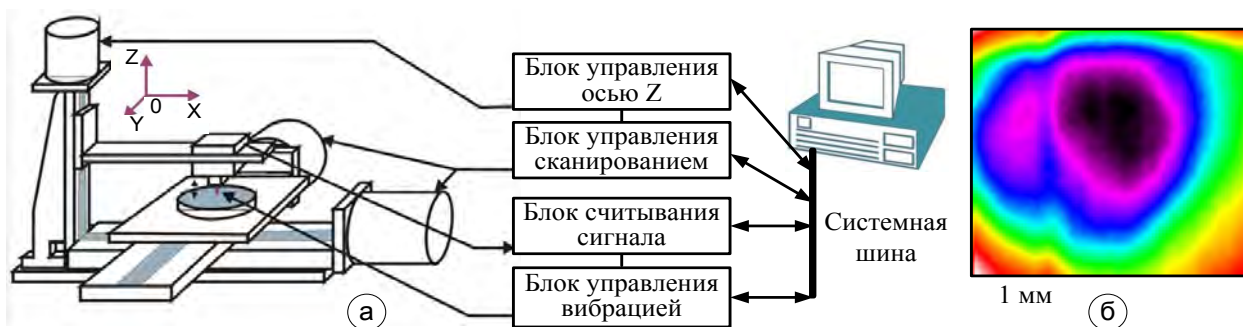 Z
0
X
Y
Блок управления
осью Z
Блок управления
сканированием
Блок считывания
сигнала
Блок управления
вибрацией
Системная
шина
а
1 мм
б